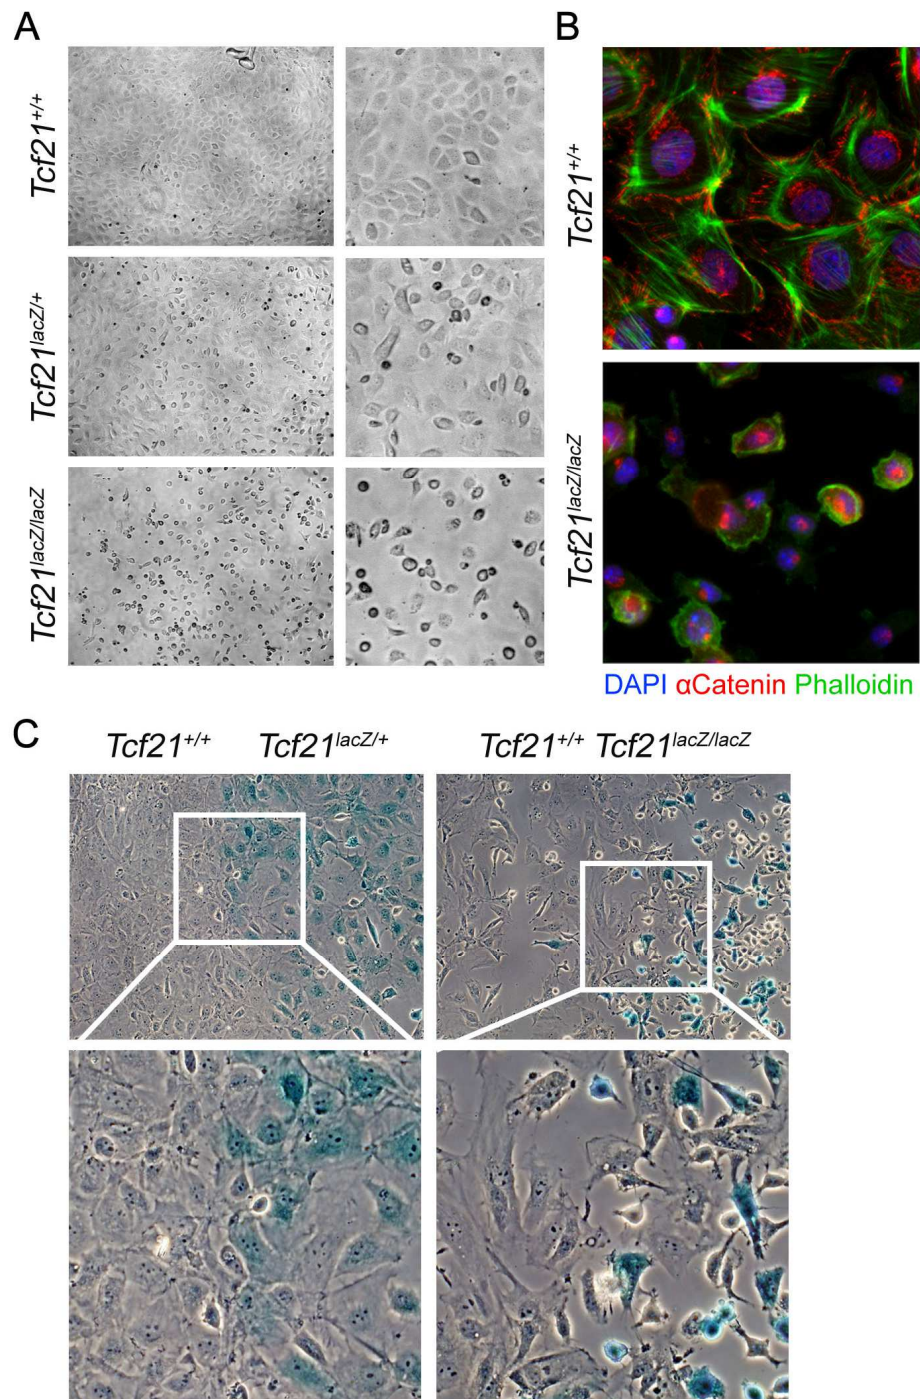 A
B
Tcf21+/+
Tcf21lacZ/+
Tcf21lacZ/lacZ
Tcf21+/+
Tcf21lacZ/lacZ
DAPI αCatenin Phalloidin
C
Tcf21+/+ Tcf21lacZ/+ Tcf21+/+ Tcf21lacZ/lacZ